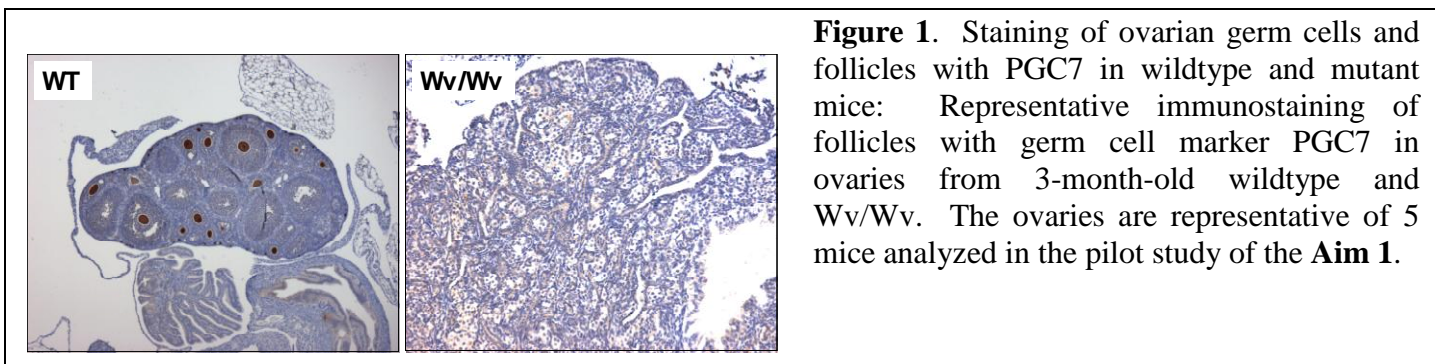 WT
Wv/Wv
Figure 1. Staining of ovarian germ cells and
follicles with PGC7 in wildtype and mutant
mice: Representative immunostaining of
follicles with germ cell marker PGC7 in
ovaries from 3-month-old wildtype and
Wv/Wv. The ovaries are representative of 5
mice analyzed in the pilot study of the Aim 1.